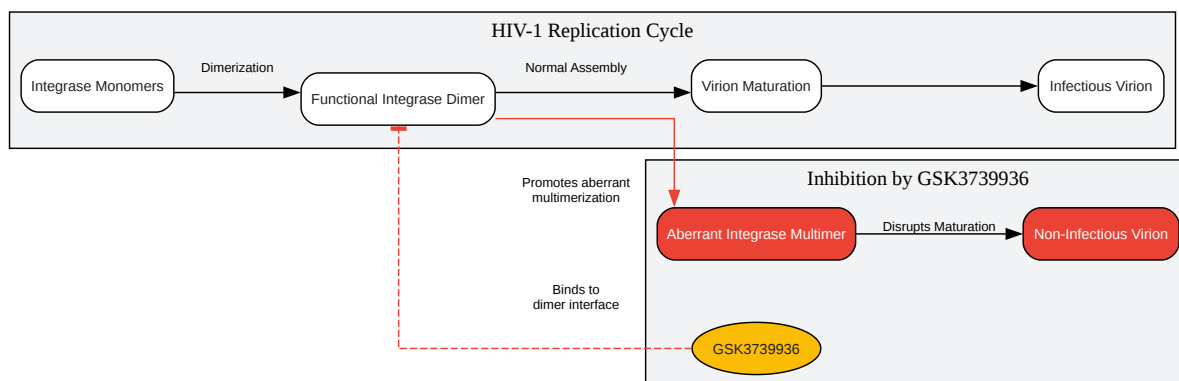 HIV-1 Replication Cycle
Integrase Monomers
Dimerization
Functional Integrase Dimer
Normal Assembly
Virion Maturation
Infectious Virion
Promotes aberrant
multimerization
Inhibition by GSK3739936
Aberrant Integrase Multimer
Disrupts Maturation
Non-Infectious Virion
Binds to
dimer interface
GSK3739936